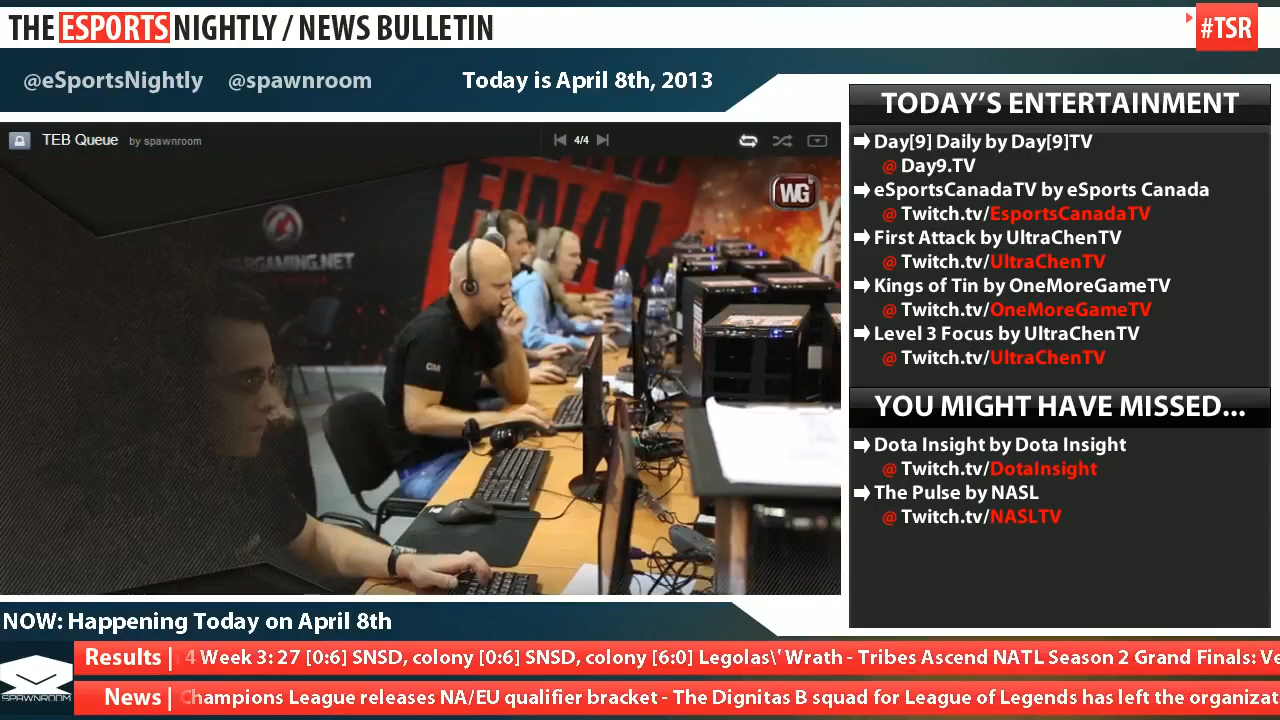 THE ESPORTS NIGHTLY / NEWS BULLETIN
#TSR
@eSportsNightly @spawnroom Today is April 8th, 2013
TEB Queue by spawnroom 4/4
WG
FINAL
WARGAMING.NET
CM
TODAY'S ENTERTAINMENT
Day[9] Daily by Day[9]TV
@ Day9.TV
eSportsCanadaTV by eSports Canada
@ Twitch.tv/EsportsCanadaTV
First Attack by UltraChenTV
@ Twitch.tv/UltraChenTV
Kings of Tin by OneMoreGameTV
@ Twitch.tv/OneMoreGameTV
Level 3 Focus by UltraChenTV
@ Twitch.tv/UltraChenTV
YOU MIGHT HAVE MISSED...
Dota Insight by Dota Insight
@ Twitch.tv/DotaInsight
The Pulse by NASL
@ Twitch.tv/NASLTV
NOW: Happening Today on April 8th
Results | 4 Week 3: 27 [0:6] SNSD, colony [0:6] SNSD, colony [6:0] Legolas\' Wrath - Tribes Ascend NATL Season 2 Grand Finals: Ve
News | Champions League releases NA/EU qualifier bracket - The Dignitas B squad for League of Legends has left the organizat
SPAWNROOM